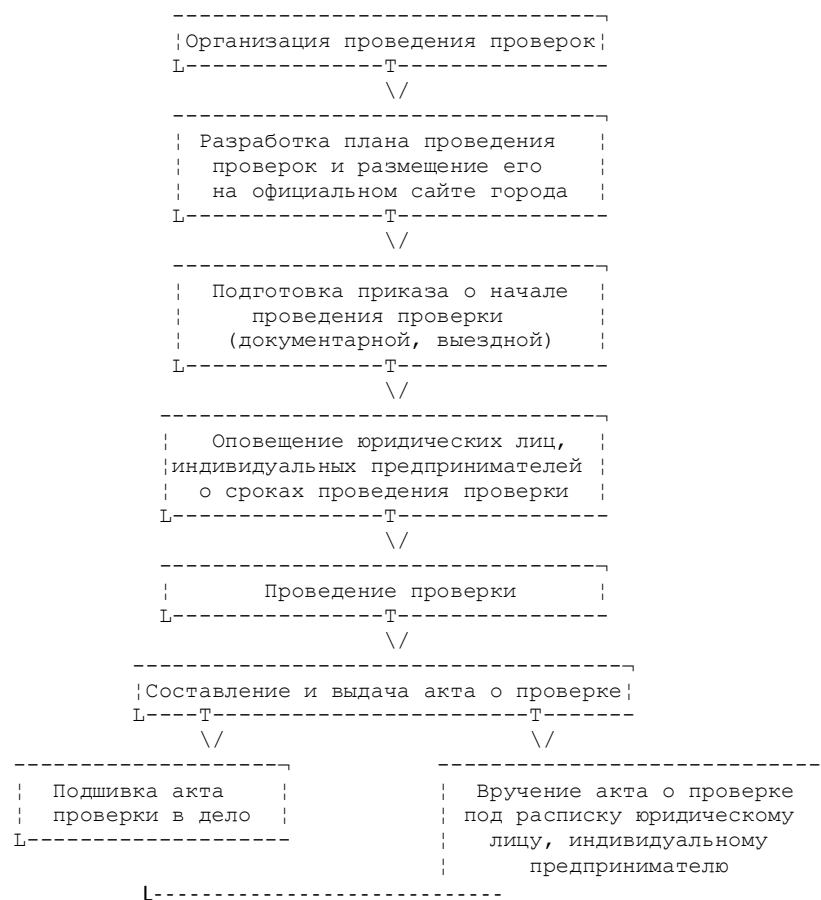 Организация проведения проверок
Разработка плана проведения
проверок и размещение его
на официальном сайте города
Подготовка приказа о начале
проведения проверки
(документарной, выездной)
Оповещение юридических лиц,
индивидуальных предпринимателей
о сроках проведения проверки
Проведение проверки
Составление и выдача акта о проверке
Подшивка акта
проверки в дело
Вручение акта о проверке
под расписку юридическому
лицу, индивидуальному
предпринимателю